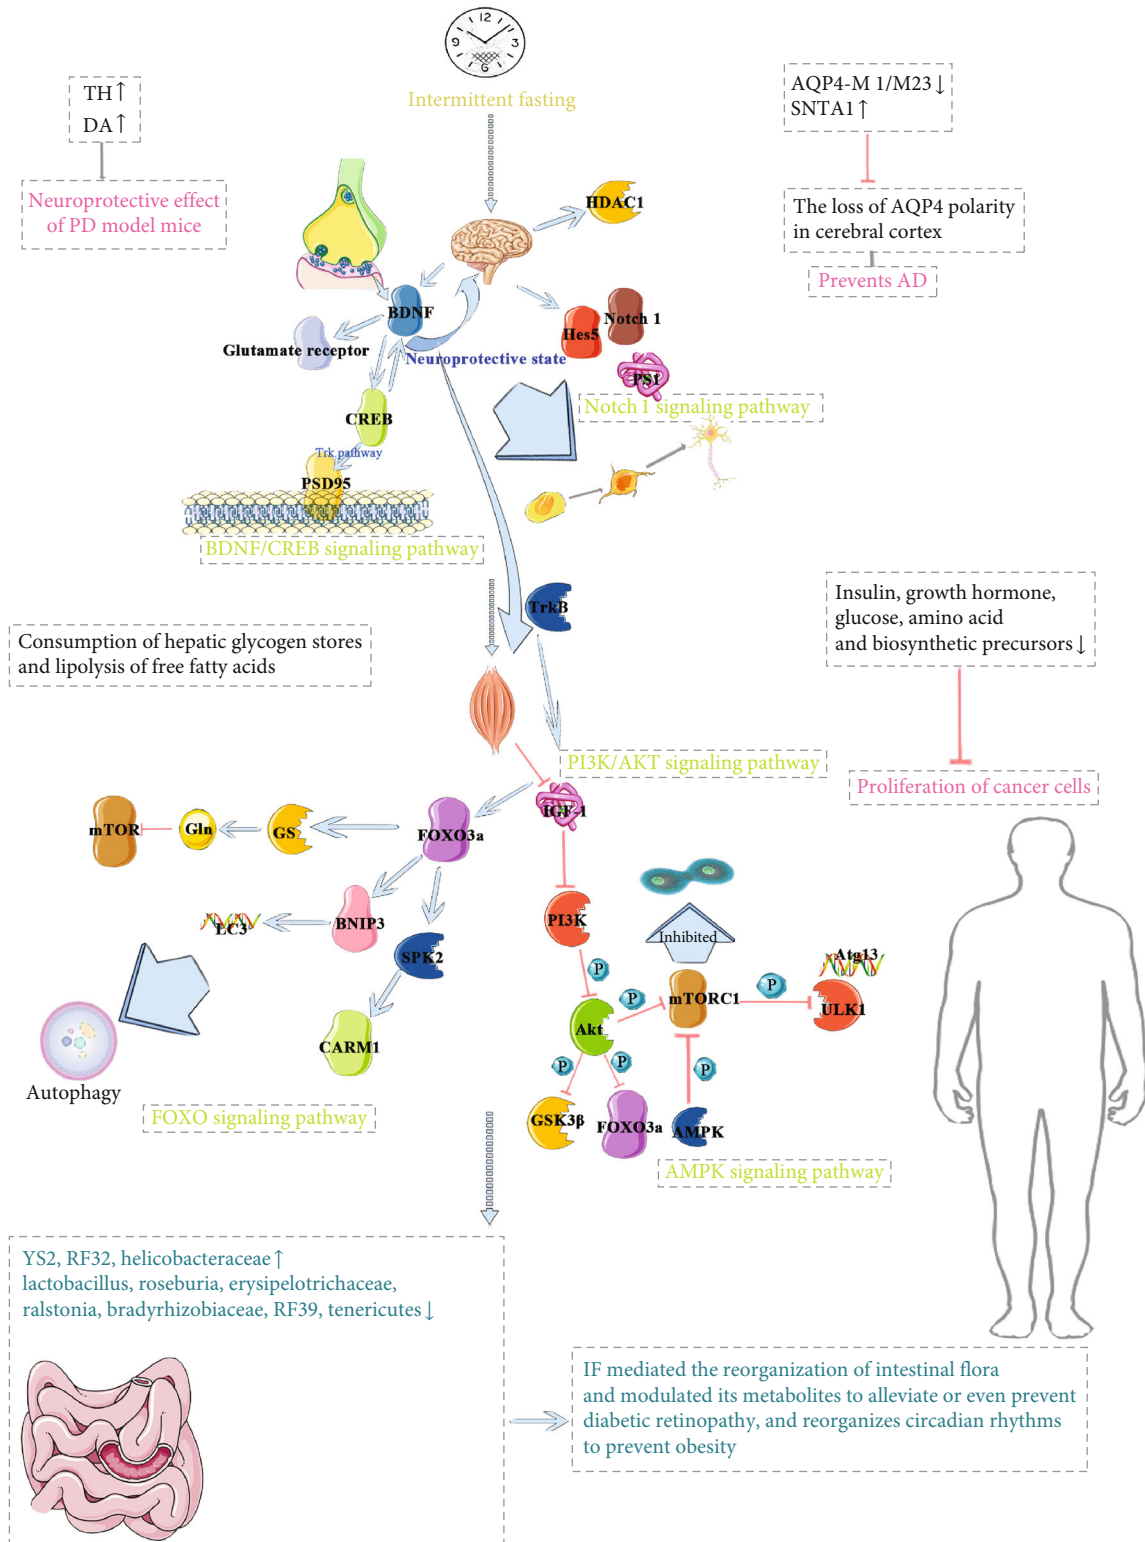 12
9
3
6
Intermittent fasting
TH↑
DA↑
Neuroprotective effect
of PD model mice
AQP4-M 1/M23↓
SNTA1↑
The loss of AQP4 polarity
in cerebral cortex
Prevents AD
HDAC1
BDNF
Glutamate receptor
Neuroprotective state
Hes5
Notch 1
PS1
Notch 1 signaling pathway
CREB
Trk pathway
PSD95
BDNF/CREB signaling pathway
TrkB
Insulin, growth hormone,
glucose, amino acid
and biosynthetic precursors↓
Consumption of hepatic glycogen stores
and lipolysis of free fatty acids
PI3K/AKT signaling pathway
Proliferation of cancer cells
IGF-1
mTOR
Gln
GS
FOXO3a
LC3
BNIP3
SPK2
CARM1
Autophagy
FOXO signaling pathway
PI3K
Inhibited
P
Akt
P
mTORC1
P
Atg13
ULK1
P
P
P
GSK3β
FOXO3a
AMPK
AMPK signaling pathway
YS2, RF32, helicobacteraceae↑
lactobacillus, roseburia, erysipelotrichaceae,
ralstonia, bradyrhizobiaceae, RF39, tenericutes↓
IF mediated the reorganization of intestinal flora
and modulated its metabolites to alleviate or even prevent
diabetic retinopathy, and reorganizes circadian rhythms
to prevent obesity